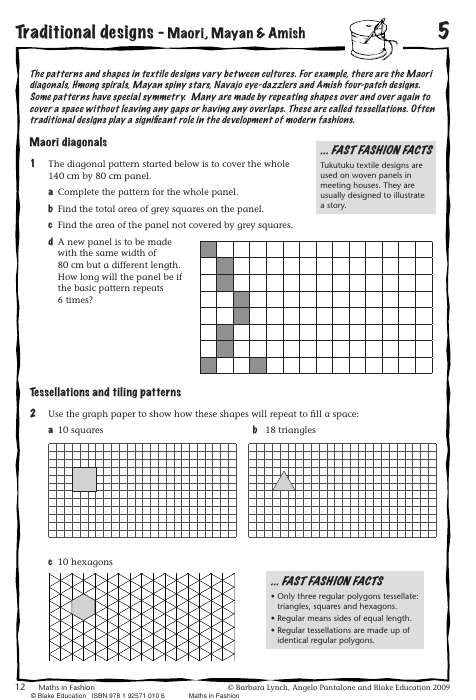 Traditional designs - Maori, Mayan & Amish
5
The patterns and shapes in textile designs vary between cultures. For example, there are the Maori
diagonals, Hmong spirals, Mayan spiny stars, Navajo eye-dazzlers and Amish four-patch designs.
Some patterns have special symmetry. Many are made by repeating shapes over and over again to
cover a space without leaving any gaps or having any overlaps. These are called tessellations. Often
traditional designs play a significant role in the development of modern fashions.
Maori diagonals
1 The diagonal pattern started below is to cover the whole
140 cm by 80 cm panel.
a Complete the pattern for the whole panel.
b Find the total area of grey squares on the panel.
c Find the area of the panel not covered by grey squares.
d A new panel is to be made
with the same width of
80 cm but a different length.
How long will the panel be if
the basic pattern repeats
6 times?
... FAST FASHION FACTS
Tukutuku textile designs are
used on woven panels in
meeting houses. They are
usually designed to illustrate
a story.
Tessellations and tiling patterns
2 Use the graph paper to show how these shapes will repeat to fill a space:
a 10 squares
b 18 triangles
c 10 hexagons
... FAST FASHION FACTS
• Only three regular polygons tessellate:
triangles, squares and hexagons.
• Regular means sides of equal length.
• Regular tessellations are made up of
identical regular polygons.
12 Maths in Fashion
© Barbara Lynch, Angelo Pantalone and Blake Education 2009
© Blake Education ISBN 978 1 92571 010 6 Maths in Fashion